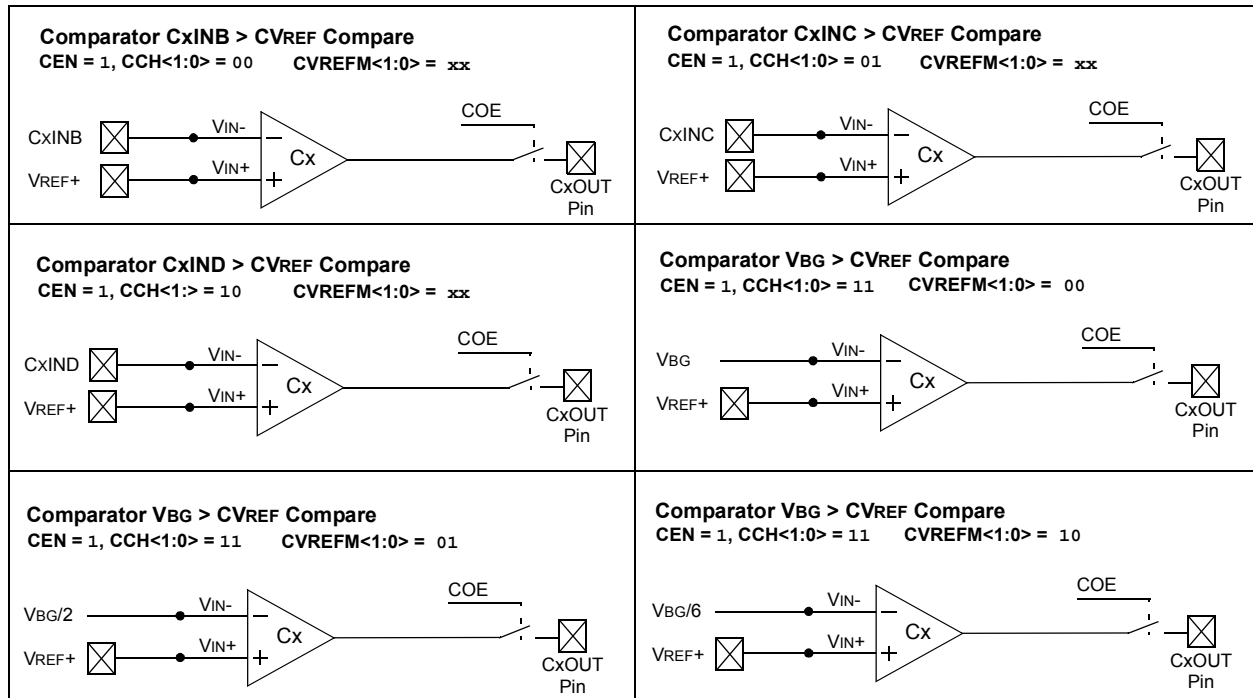 Comparator CxINB > CVREF Compare
CEN = 1, CCH<1:0> = 00 CVREFM<1:0> = xx
COE
CxINB
VIN-
–
Cx
VREF+
VIN+
+
CxOUT
Pin
Comparator CxINC > CVREF Compare
CEN = 1, CCH<1:0> = 01 CVREFM<1:0> = xx
COE
CxINC
VIN-
–
Cx
VREF+
VIN+
+
CxOUT
Pin
Comparator CxIND > CVREF Compare
CEN = 1, CCH<1:> = 10 CVREFM<1:0> = xx
COE
CxIND
VIN-
–
Cx
VREF+
VIN+
+
CxOUT
Pin
Comparator VBG > CVREF Compare
CEN = 1, CCH<1:0> = 11 CVREFM<1:0> = 00
COE
VBG
VIN-
–
Cx
VREF+
VIN+
+
CxOUT
Pin
Comparator VBG > CVREF Compare
CEN = 1, CCH<1:0> = 11 CVREFM<1:0> = 01
COE
VBG/2
VIN-
–
Cx
VREF+
VIN+
+
CxOUT
Pin
Comparator VBG > CVREF Compare
CEN = 1, CCH<1:0> = 11 CVREFM<1:0> = 10
COE
VBG/6
VIN-
–
Cx
VREF+
VIN+
+
CxOUT
Pin